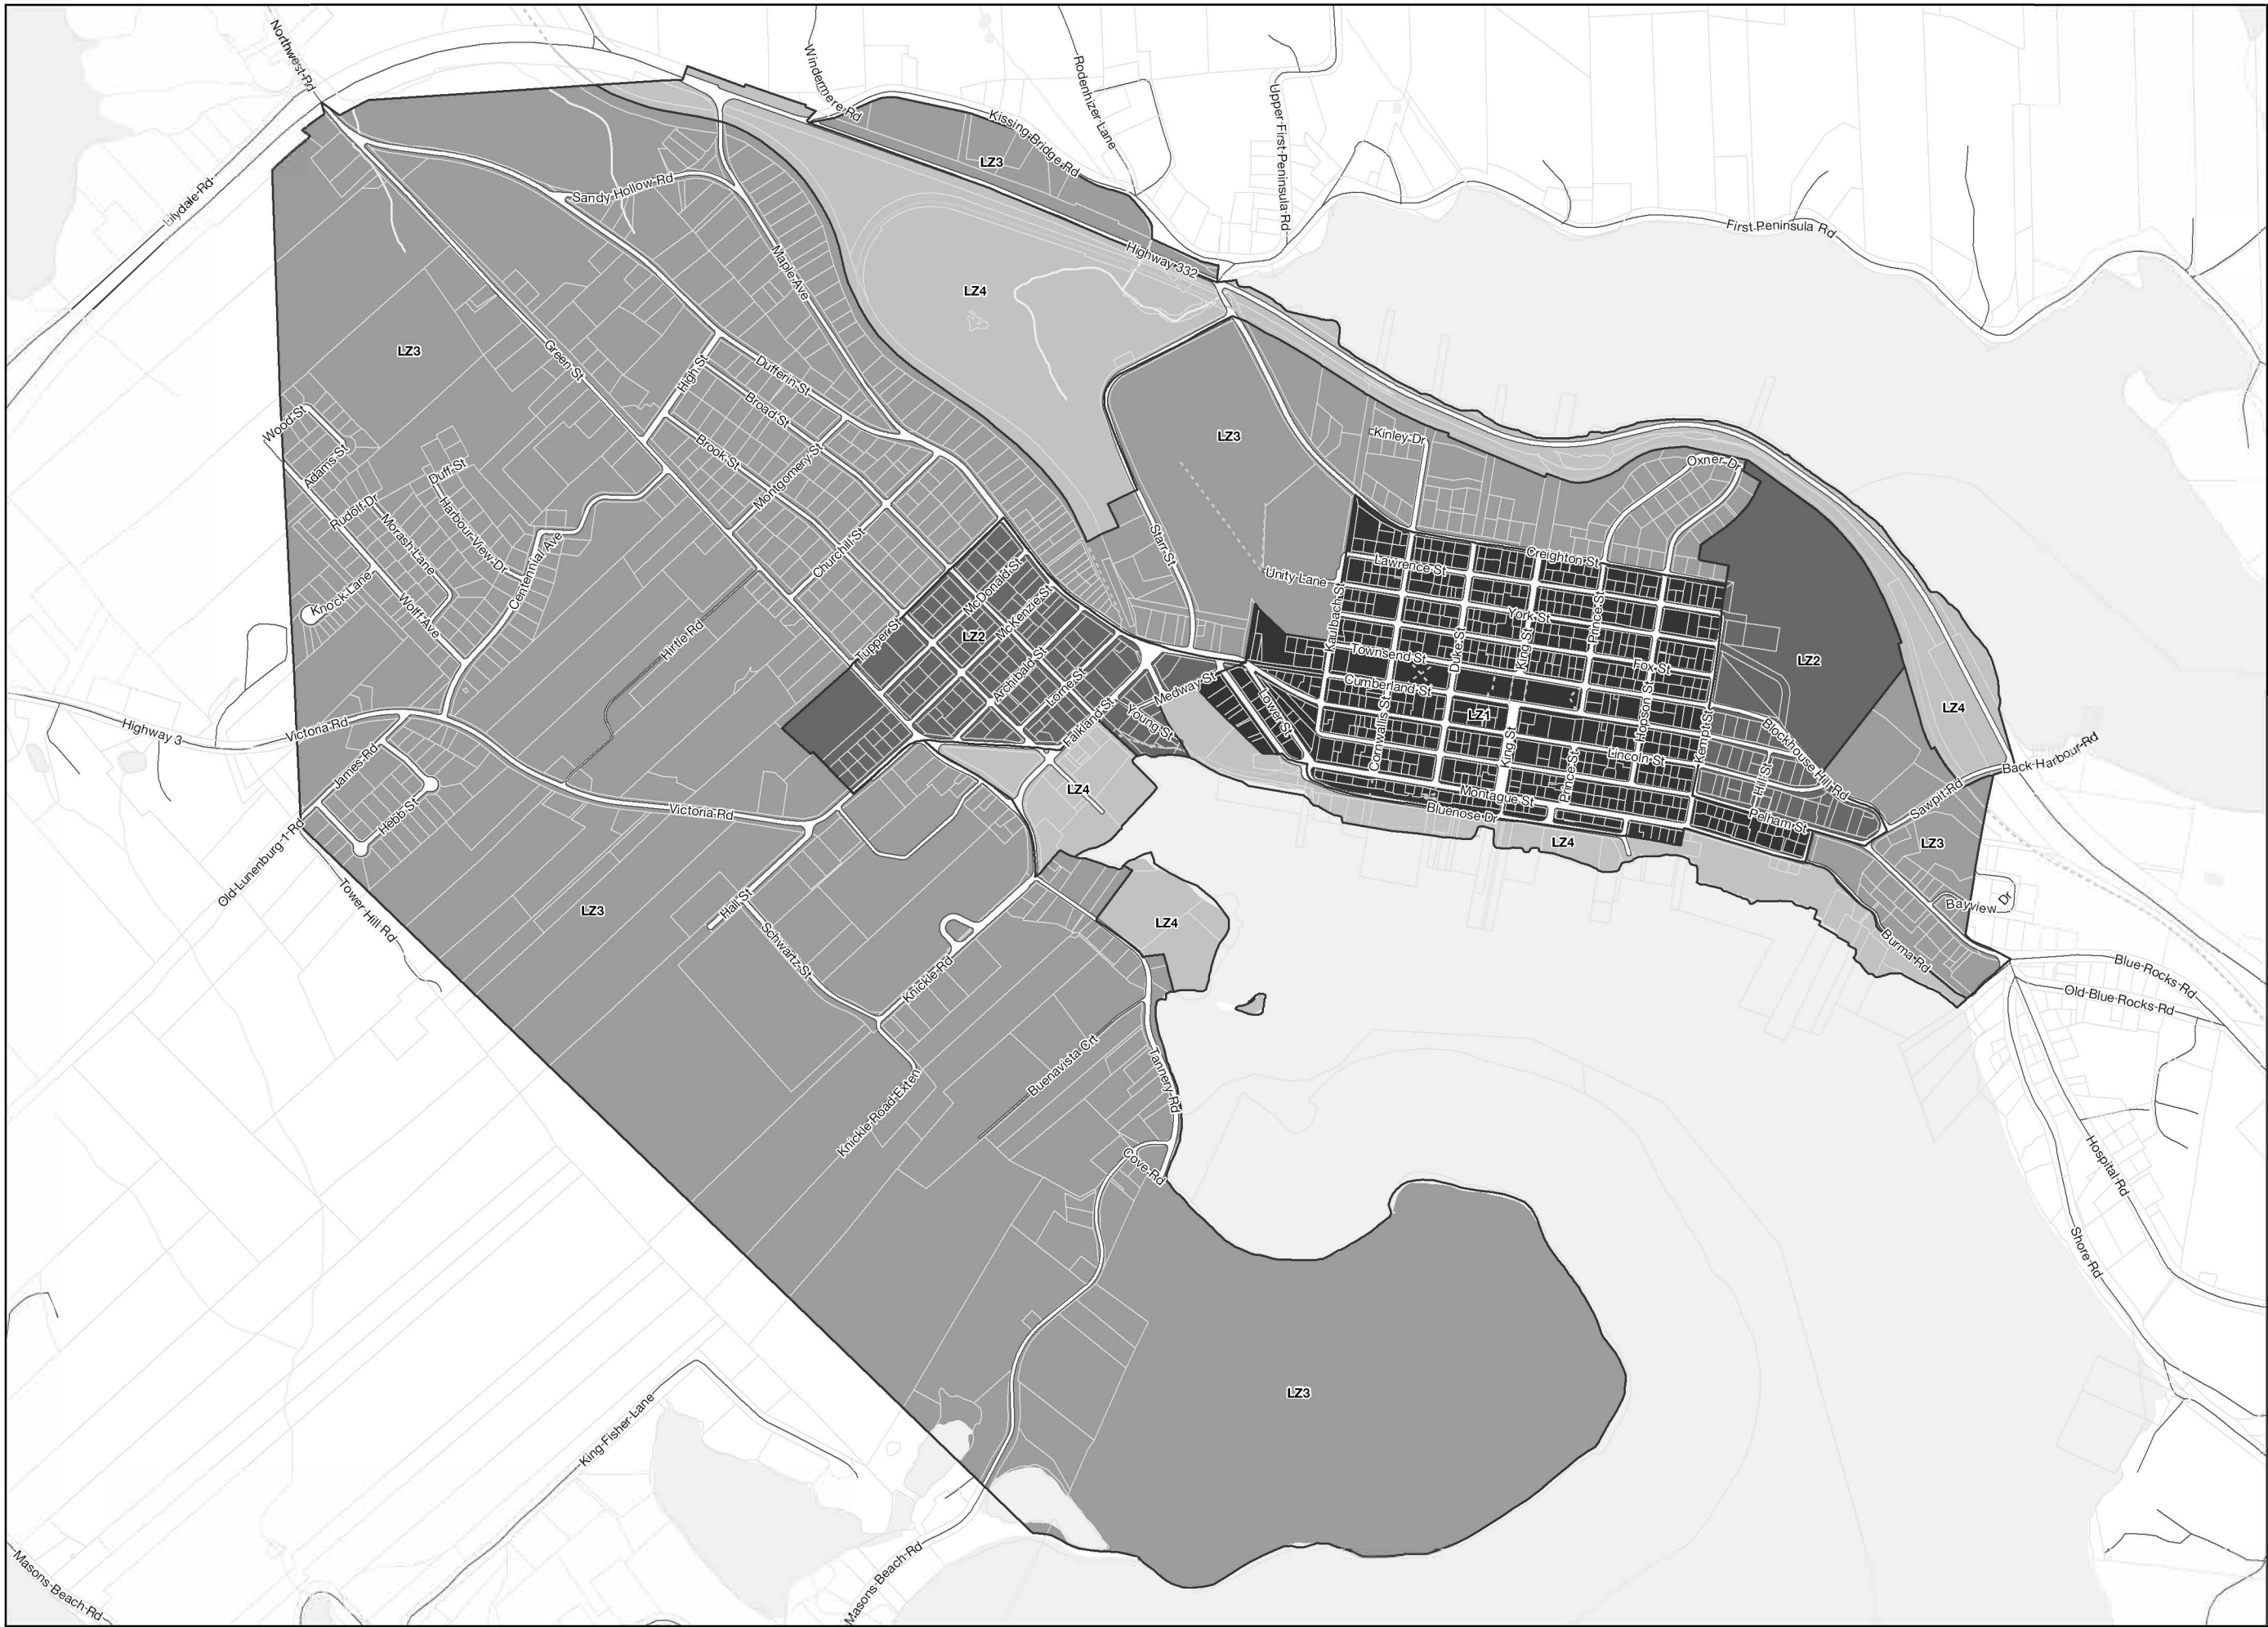 Northwest Rd
Windermere Rd
Rodenhizer Lane
Upper First Peninsula Rd
Kissing Bridge Rd
LZ3
Lilydale Rd
Sandy Hollow Rd
First Peninsula Rd
Highway 332
Maple Ave
LZ4
LZ3
Green St
High St
Dufferin St
Broad St
Wood St
Kinley Dr
LZ3
Brook St
Montgomery St
Oxner Dr
Adams St
Duff St
Rudolf Dr
Morash Lane
Harbour View Dr
Starr St
Churchill St
Centennial Ave
Creighton St
Lawrence St
McDonald St
Unity Lane
Knock Lane
Wolff Ave
McKenzie St
Kaulbach St
York St
Prince St
Hirtle Rd
Tupper St
LZ2
Duke St
King St
Townsend St
Fox St
LZ2
Archibald St
Lorne St
Medway St
Cumberland St
Lower St
Hopson St
Falkland St
Young St
Cornwallis St
LZ1
Kempt St
LZ4
Highway 3
Victoria Rd
King St
Lincoln St
Blockhouse Hill Rd
Back Harbour Rd
James Rd
LZ4
Prince St
Hill St
Montague St
Sawpit Rd
Victoria Rd
Bluenose Dr
Pelham St
Hebb St
LZ4
LZ3
Old Lunenburg 1 Rd
Tower Hill Rd
LZ3
Hall St
LZ4
Bayview Dr
Schwartz St
Burma Rd
Knickle Rd
Blue Rocks Rd
Old Blue Rocks Rd
Buenavista Crt
Tannery Rd
Knickle Road Exten
Cove Rd
Hospital Rd
Shore Rd
LZ3
King Fisher Lane
Masons Beach Rd
Masons Beach Rd